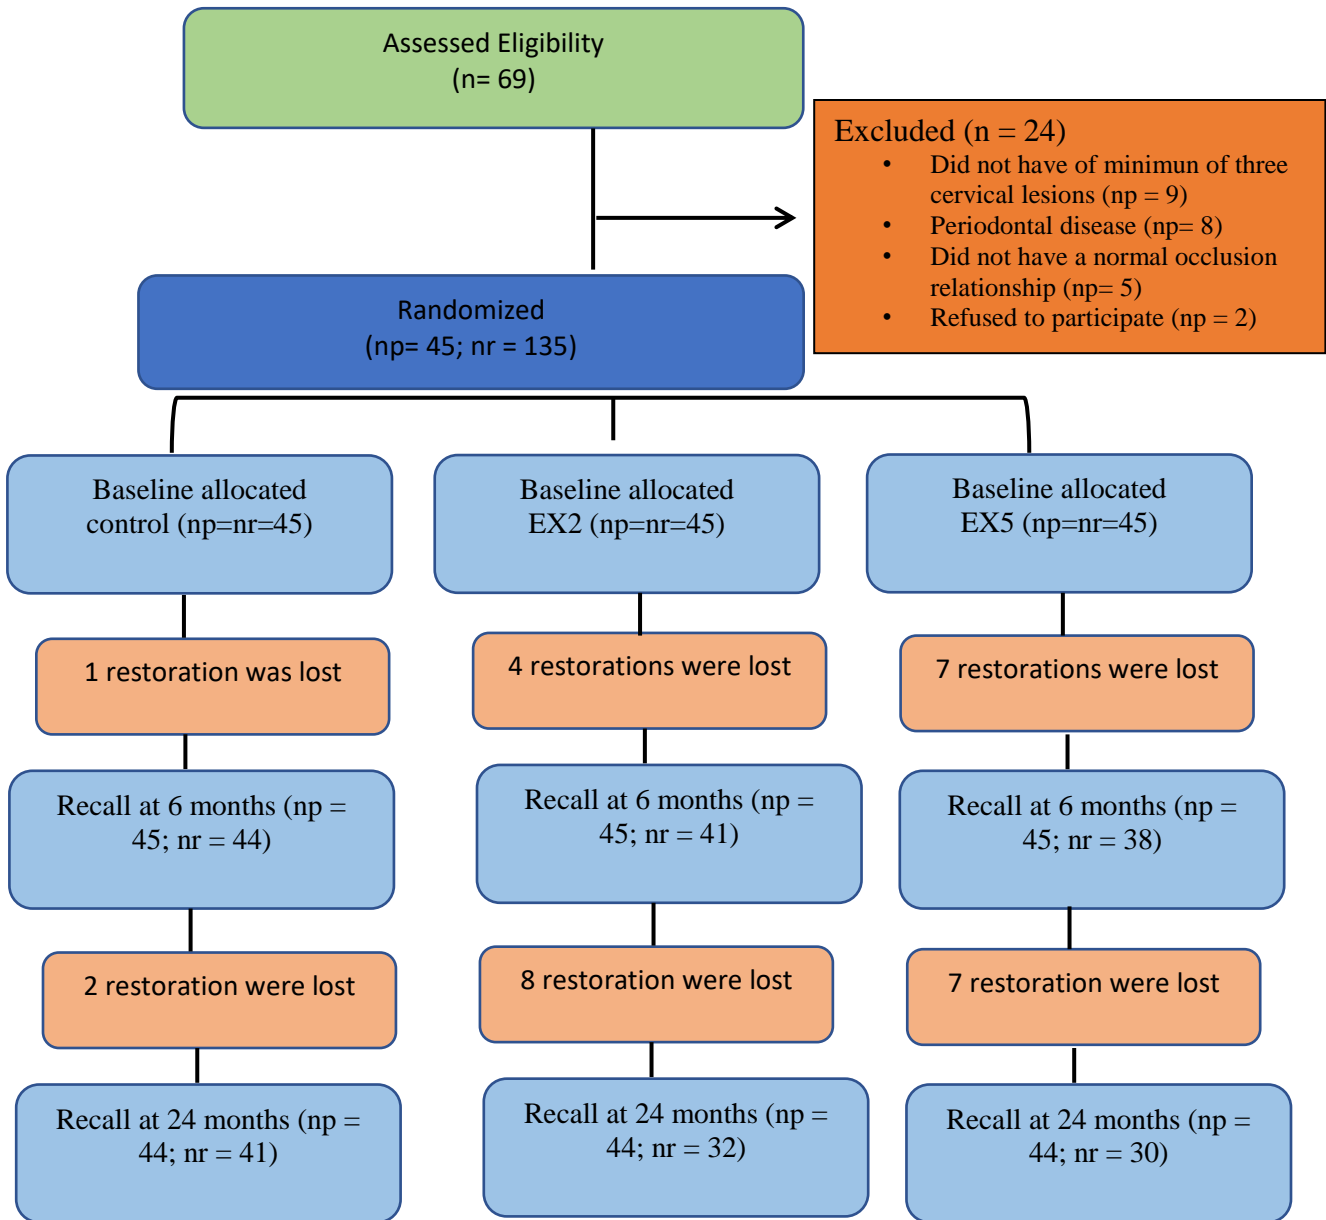 Assessed Eligibility
(n= 69)
Excluded (n = 24)
• Did not have of minimun of three
cervical lesions (np = 9)
• Periodontal disease (np= 8)
• Did not have a normal occlusion
relationship (np= 5)
• Refused to participate (np = 2)
Randomized
(np= 45; nr = 135)
Baseline allocated
control (np=nr=45)
Baseline allocated
EX2 (np=nr=45)
Baseline allocated
EX5 (np=nr=45)
1 restoration was lost
4 restorations were lost
7 restorations were lost
Recall at 6 months (np =
45; nr = 44)
Recall at 6 months (np =
45; nr = 41)
Recall at 6 months (np =
45; nr = 38)
2 restoration were lost
8 restoration were lost
7 restoration were lost
Recall at 24 months (np =
44; nr = 41)
Recall at 24 months (np =
44; nr = 32)
Recall at 24 months (np =
44; nr = 30)